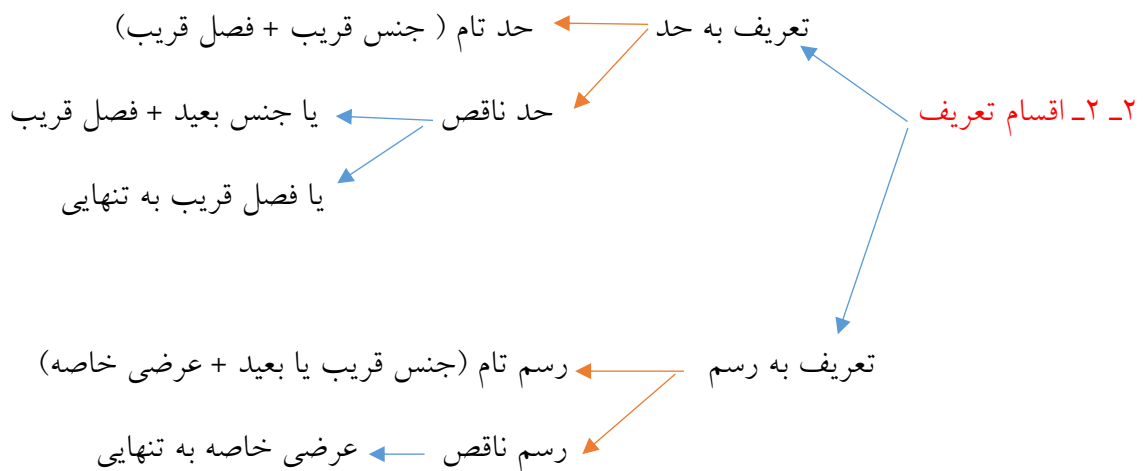 تعریف به حد حد تام ( جنس قریب + فصل قریب)
۲ـ ۲ـ اقسام تعریف حد ناقص یا جنس بعید + فصل قریب
یا فصل قریب به تنهایی
تعریف به رسم رسم تام (جنس قریب یا بعید + عرضی خاصه)
رسم ناقص عرضی خاصه به تنهایی